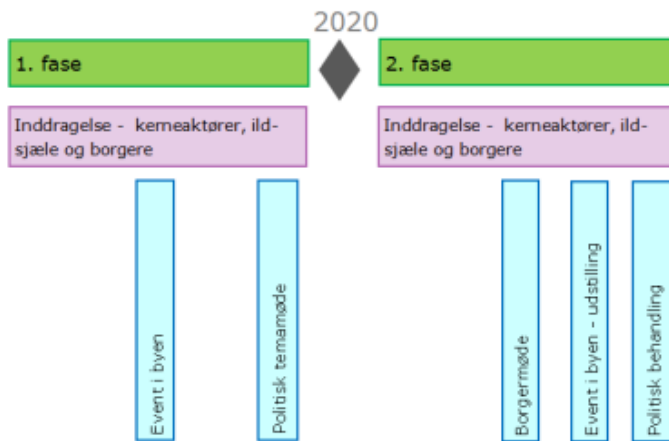 2020
1. fase
2. fase
Inddragelse - kerneaktører, ild-
sjæle og borgere
Inddragelse - kerneaktører, ild-
sjæle og borgere
Event i byen
Politisk temamøde
Borgermøde
Event i byen - udstilling
Politisk behandling